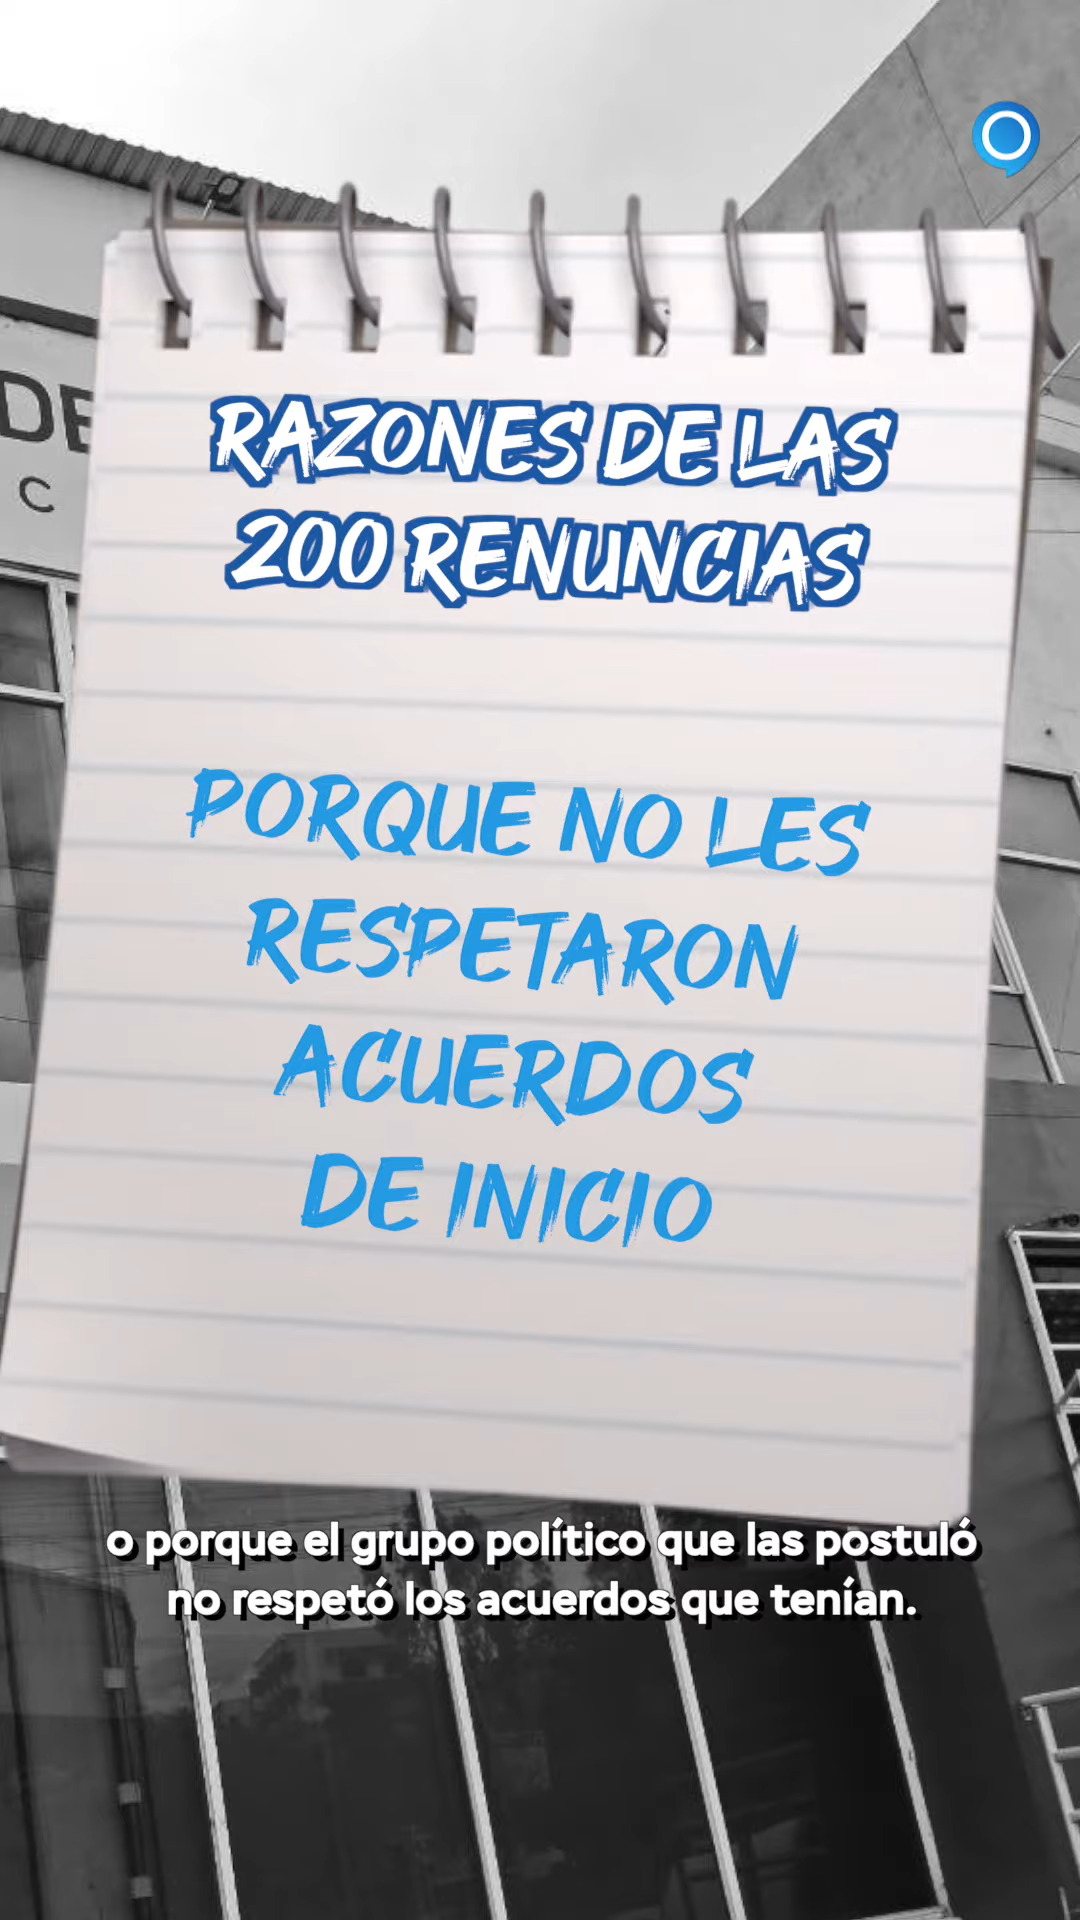 DE
C
RAZONES DE LAS
200 RENUNCIAS
PORQUE NO LES
RESPETARON
ACUERDOS
DE INICIO
o porque el grupo político que las postuló
no respetó los acuerdos que tenían.